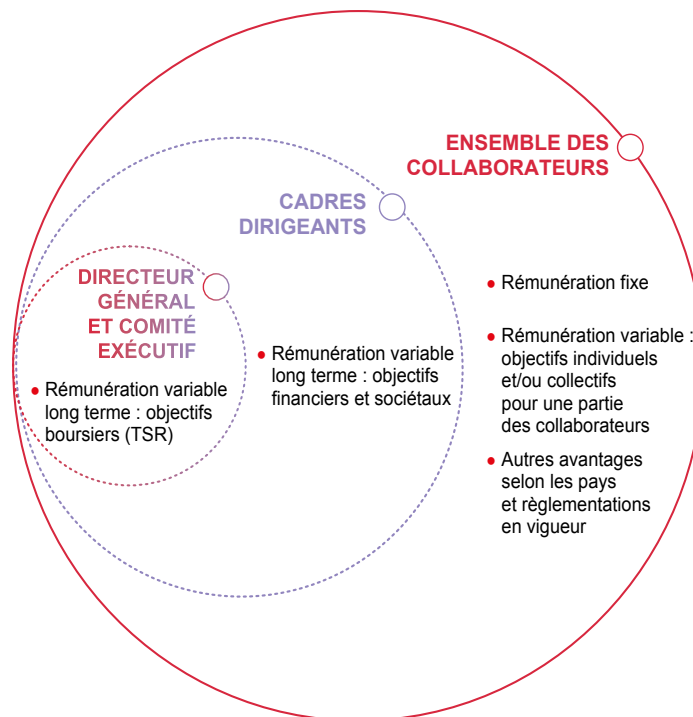 ENSEMBLE DES
COLLABORATEURS
CADRES
DIRIGEANTS
DIRECTEUR
GÉNÉRAL
ET COMITÉ
EXÉCUTIF
• Rémunération variable
long terme : objectifs
boursiers (TSR)
• Rémunération variable
long terme : objectifs
financiers et sociétaux
• Rémunération fixe
• Rémunération variable :
objectifs individuels
et/ou collectifs
pour une partie
des collaborateurs
• Autres avantages
selon les pays
et règlementations
en vigueur